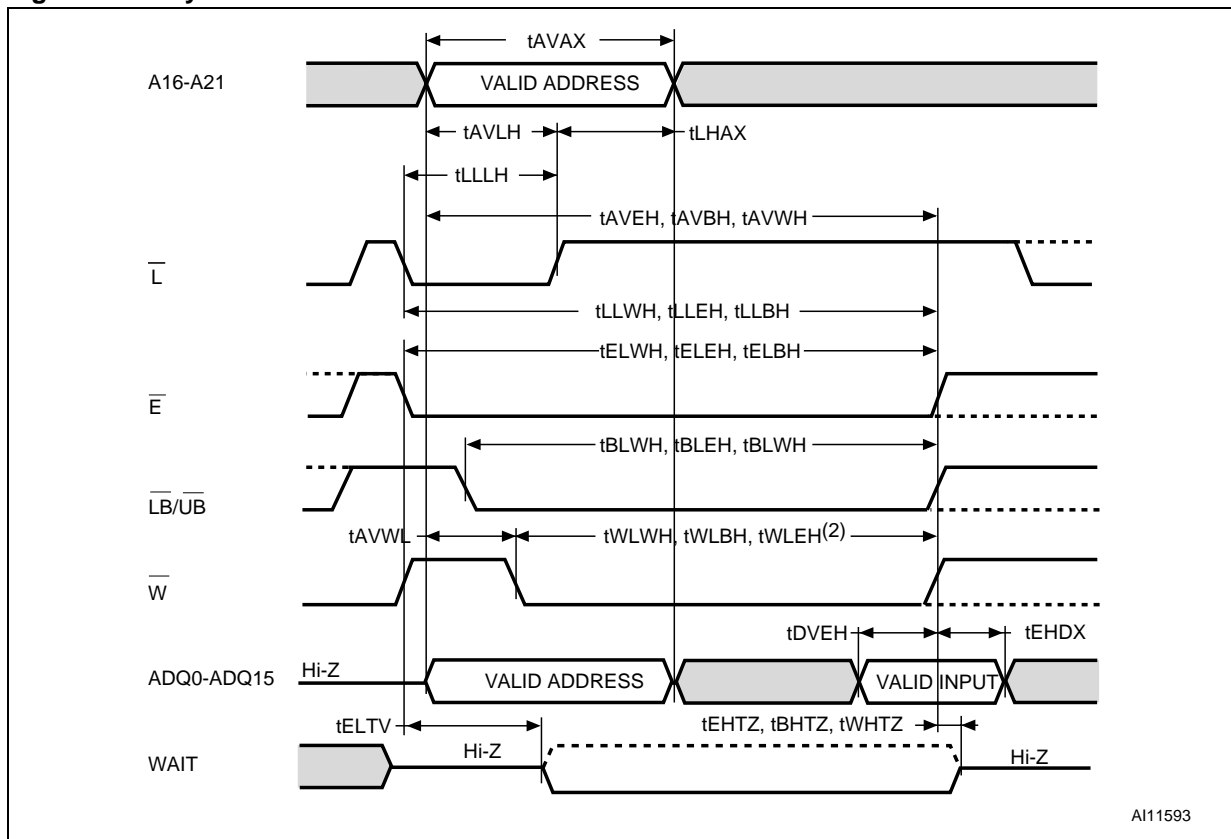 tAVAX
A16-A21
VALID ADDRESS
tAVLH
tLHAX
tLLLH
tAVEH, tAVBH, tAVWH
L
tLLWH, tLLEH, tLLBH
tELWH, tELEH, tELBH
E
tBLWH, tBLEH, tBLWH
LB/UB
tAVWL
tWLWH, tWLBH, tWLEH(2)
W
tDVEH
tEHDX
ADQ0-ADQ15
Hi-Z
VALID ADDRESS
VALID INPUT
tELTV
tEHTZ, tBHTZ, tWHTZ
WAIT
Hi-Z
Hi-Z
AI11593